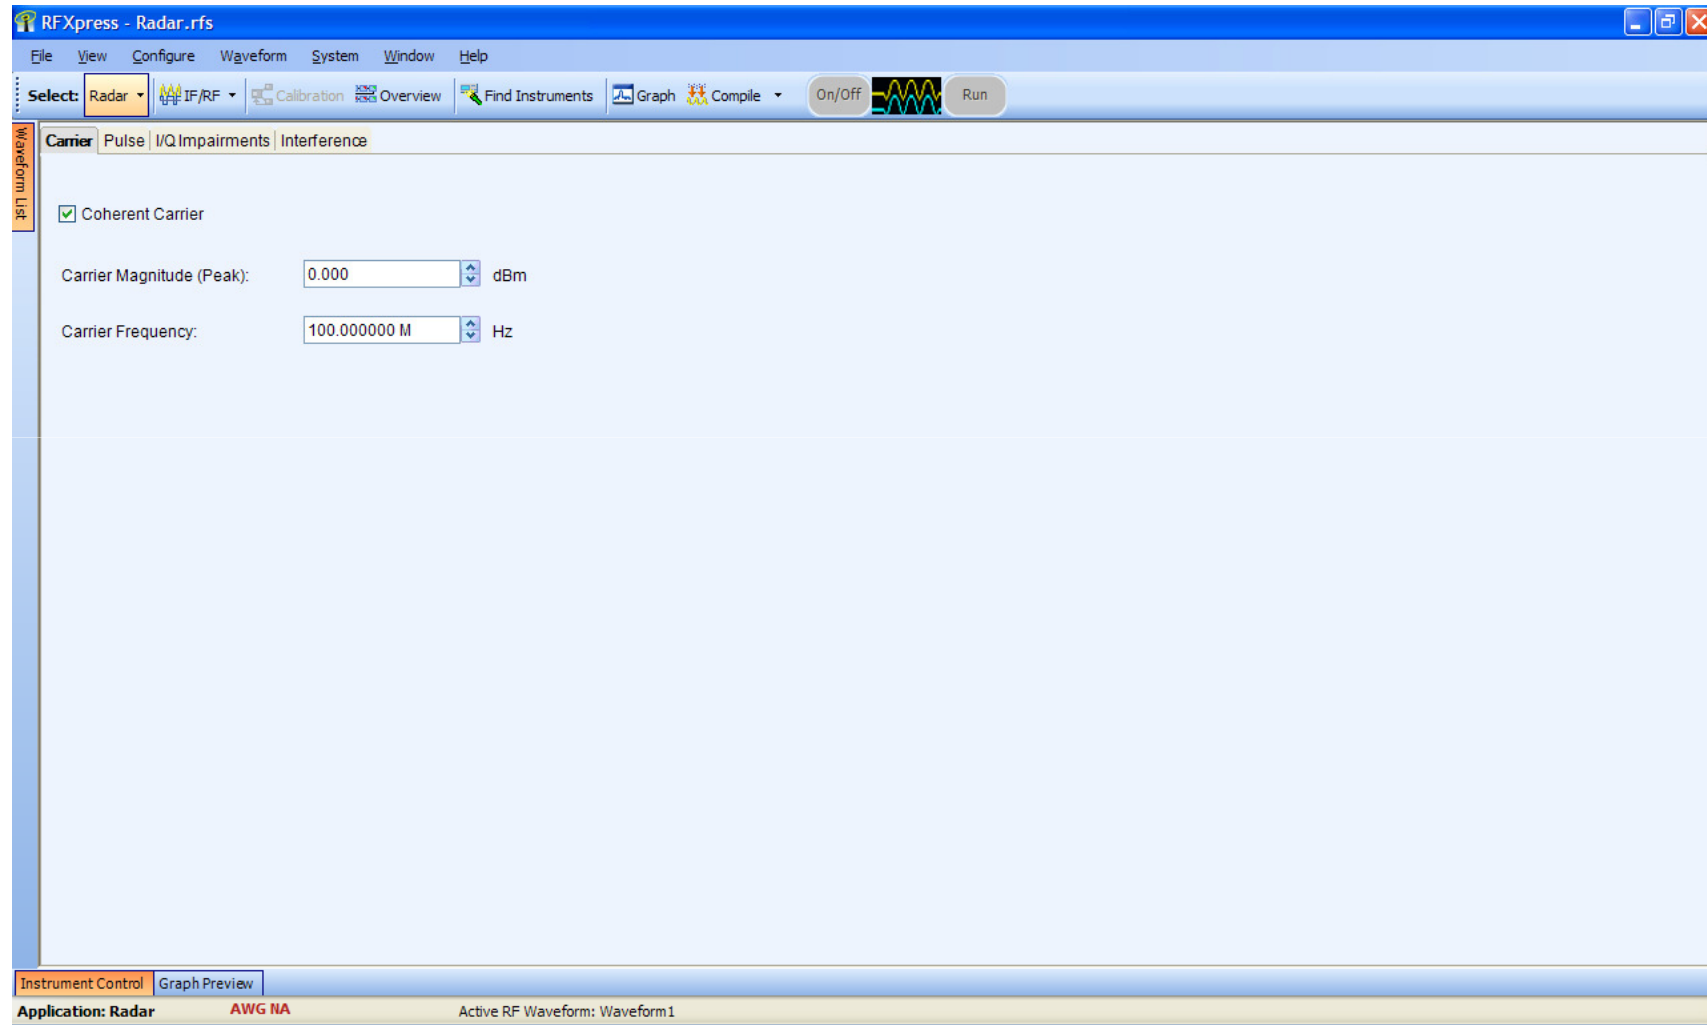 RFXpress - Radar.rfs
File View Configure Waveform System Window Help
Select: Radar IF/RF Calibration Overview Find Instruments Graph Compile On/Off Run
Waveform List
Carrier Pulse I/Q Impairments Interference
Coherent Carrier
Carrier Magnitude (Peak): 0.000 dBm
Carrier Frequency: 100.000000 M Hz
Instrument Control Graph Preview
Application: Radar AWG NA Active RF Waveform: Waveform1